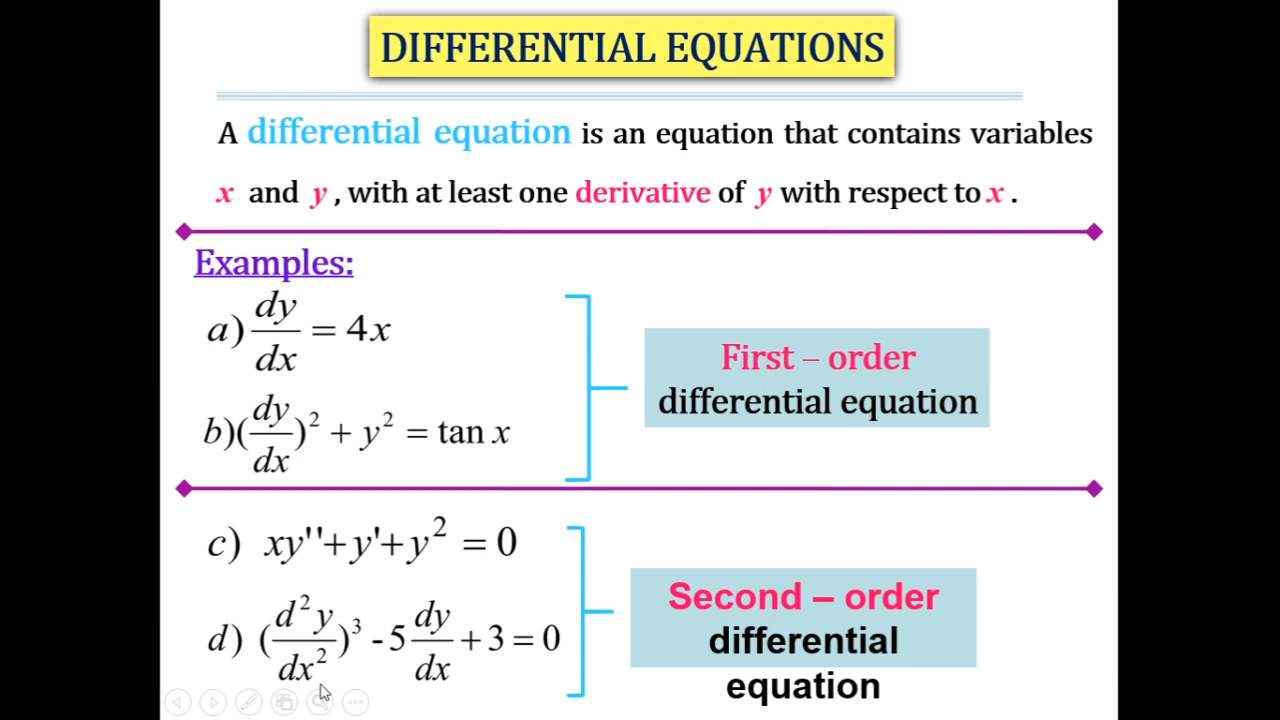 DIFFERENTIAL EQUATIONS
A differential equation is an equation that contains variables
x and y , with at least one derivative of y with respect to x .
Examples:
a) dy/dx = 4x
First – order
differential equation
b)(dy/dx)² + y² = tan x
c) xy''+y'+y² = 0
Second – order
differential
equation
d) (d²y/dx²)³ - 5 dy/dx + 3 = 0